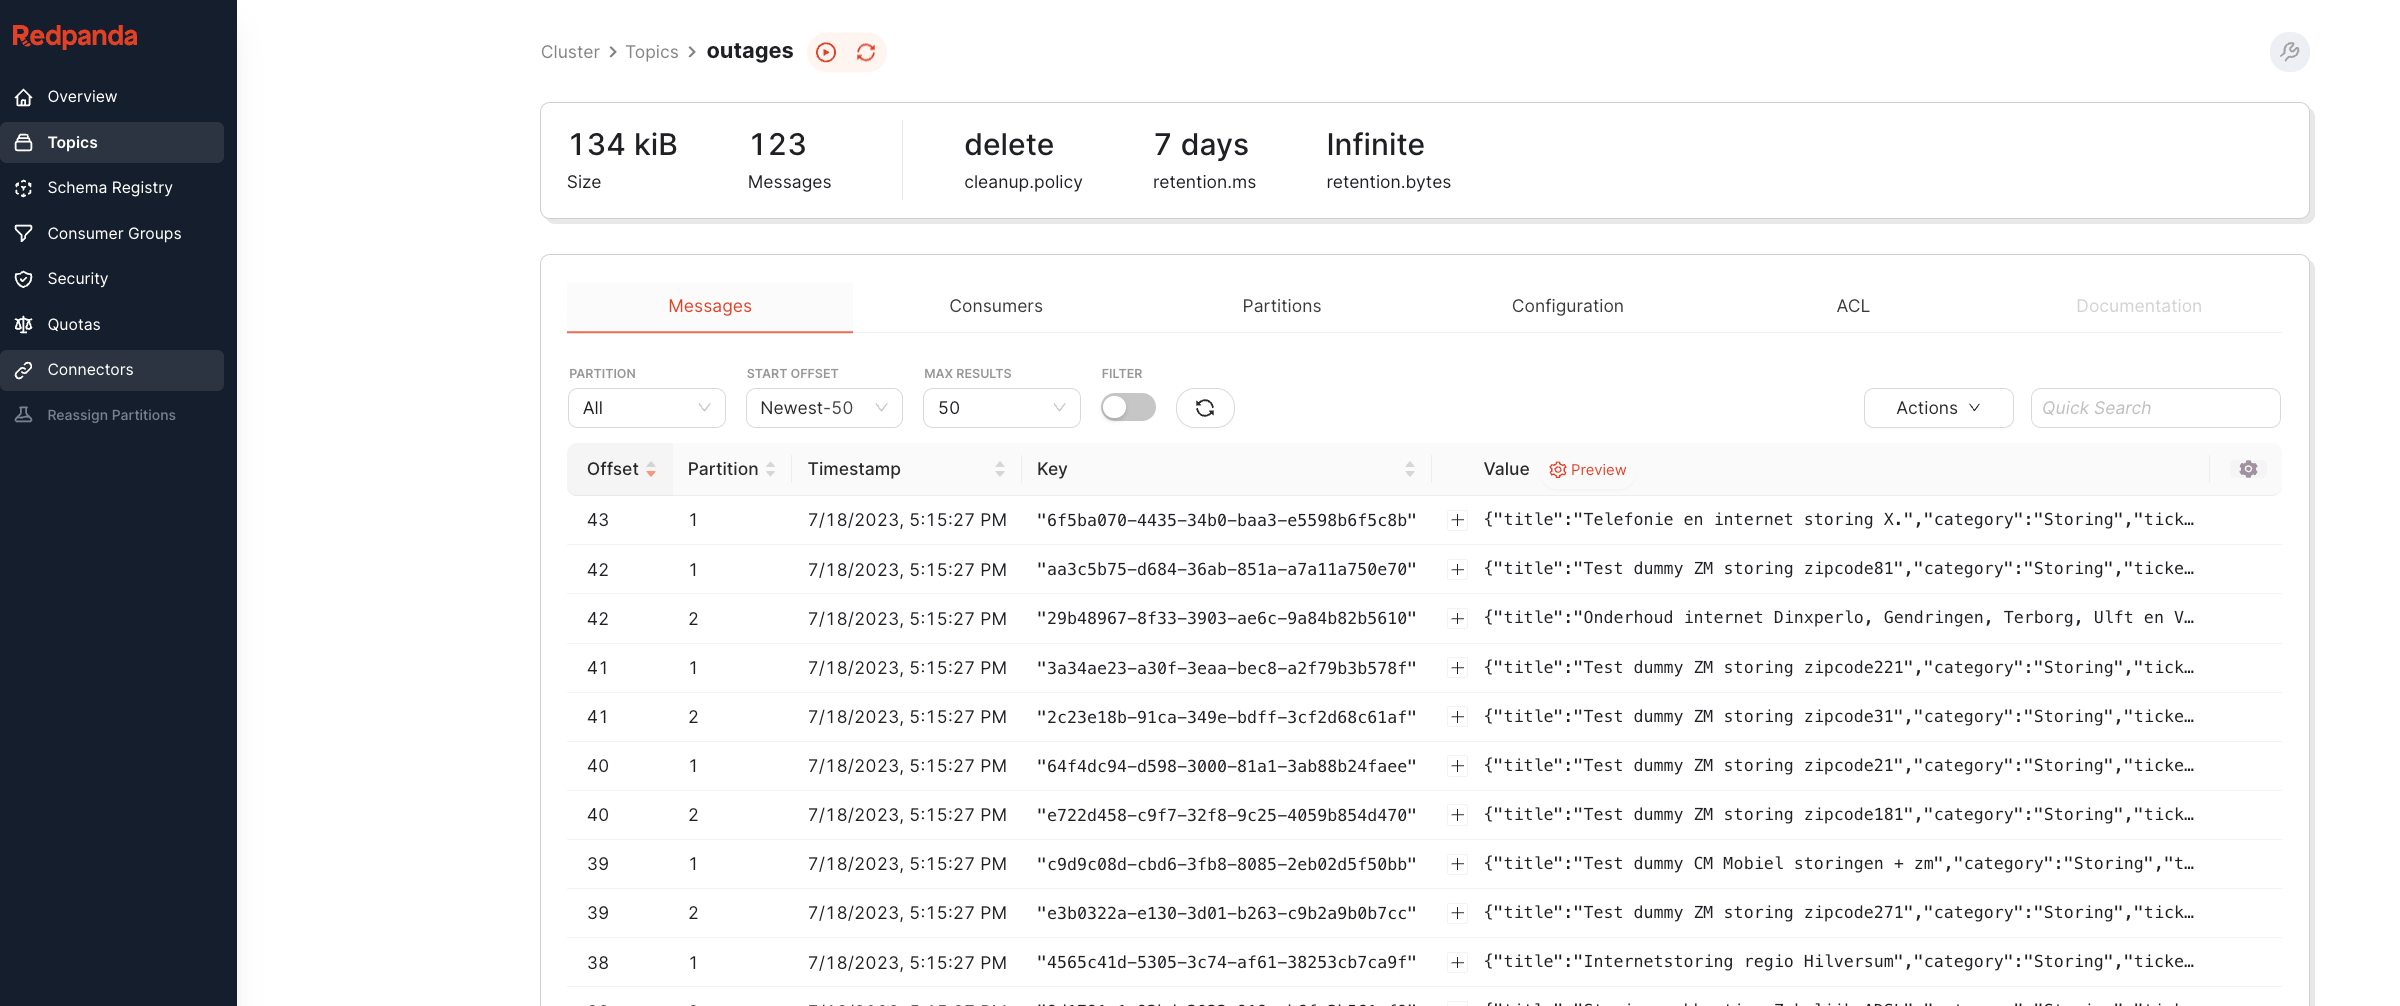 Redpanda
Overview
Topics
Schema Registry
Consumer Groups
Security
Quotas
Connectors
Reassign Partitions
Cluster > Topics > outages
134 kiB 123 delete 7 days Infinite
Size Messages cleanup.policy retention.ms retention.bytes
Messages Consumers Partitions Configuration ACL Documentation
PARTITION START OFFSET MAX RESULTS FILTER
All Newest-50 50 Actions Quick Search
Offset Partition Timestamp Key Value Preview
43 1 7/18/2023, 5:15:27 PM "6f5ba070-4435-34b0-baa3-e5598b6f5c8b" {"title":"Telefonie en internet storing X.","category":"Storing","tick…
42 1 7/18/2023, 5:15:27 PM "aa3c5b75-d684-36ab-851a-a7a11a750e70" {"title":"Test dummy ZM storing zipcode81","category":"Storing","ticke…
42 2 7/18/2023, 5:15:27 PM "29b48967-8f33-3903-ae6c-9a84b82b5610" {"title":"Onderhoud internet Dinxperlo, Gendringen, Terborg, Ulft en V…
41 1 7/18/2023, 5:15:27 PM "3a34ae23-a30f-3eaa-bec8-a2f79b3b578f" {"title":"Test dummy ZM storing zipcode221","category":"Storing","tick…
41 2 7/18/2023, 5:15:27 PM "2c23e18b-91ca-349e-bdff-3cf2d68c61af" {"title":"Test dummy ZM storing zipcode31","category":"Storing","ticke…
40 1 7/18/2023, 5:15:27 PM "64f4dc94-d598-3000-81a1-3ab88b24faee" {"title":"Test dummy ZM storing zipcode21","category":"Storing","ticke…
40 2 7/18/2023, 5:15:27 PM "e722d458-c9f7-32f8-9c25-4059b854d470" {"title":"Test dummy ZM storing zipcode181","category":"Storing","tick…
39 1 7/18/2023, 5:15:27 PM "c9d9c08d-cbd6-3fb8-8085-2eb02d5f50bb" {"title":"Test dummy CM Mobiel storingen + zm","category":"Storing","t…
39 2 7/18/2023, 5:15:27 PM "e3b0322a-e130-3d01-b263-c9b2a9b0b7cc" {"title":"Test dummy ZM storing zipcode271","category":"Storing","tick…
38 1 7/18/2023, 5:15:27 PM "4565c41d-5305-3c74-af61-38253cb7ca9f" {"title":"Internetstoring regio Hilversum","category":"Storing","ticke…